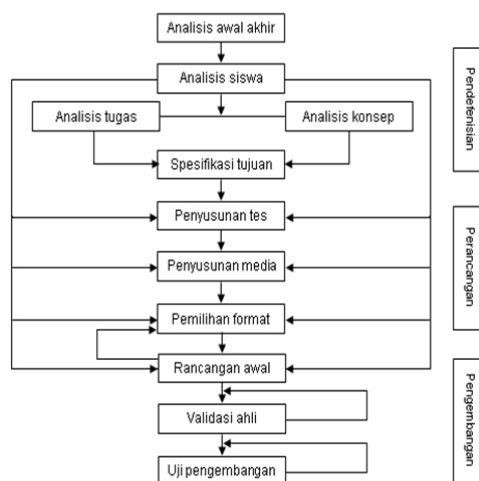 Analisis awal akhir
Analisis siswa
Analisis tugas
Analisis konsep
Spesifikasi tujuan
Penyusunan tes
Penyusunan media
Pemilihan format
Rancangan awal
Validasi ahli
Uji pengembangan
Pendefenisian
Perancangan
Pengembangan